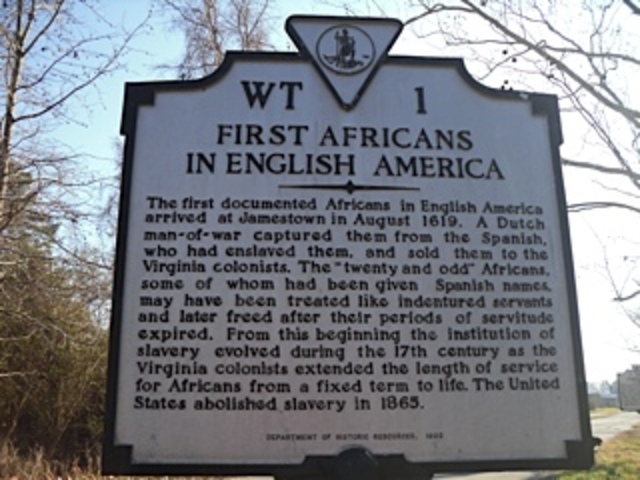 WT 1
FIRST AFRICANS
IN ENGLISH AMERICA
The first documented Africans in English America
arrived at Jamestown in August 1619. A Dutch
man-of-war captured them from the Spanish,
who had enslaved them, and sold them to the
Virginia colonists. The "twenty and odd" Africans,
some of whom had been given Spanish names,
may have been treated like indentured servants
and later freed after their periods of servitude
expired. From this beginning the institution of
slavery evolved during the 17th century as the
Virginia colonists extended the length of service
for Africans from a fixed term to life. The United
States abolished slavery in 1865.
DEPARTMENT OF HISTORIC RESOURCES,